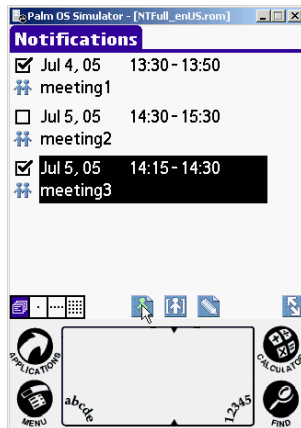 Palm OS Simulator - [NTFull_enUS.rom]
Notifications
Jul 4, 05 13:30-13:50
meeting1
Jul 5, 05 14:30-15:30
meeting2
Jul 5, 05 14:15-14:30
meeting3
APPLICATIONS
CALCULATOR
MENU
abcde
12345
FIND